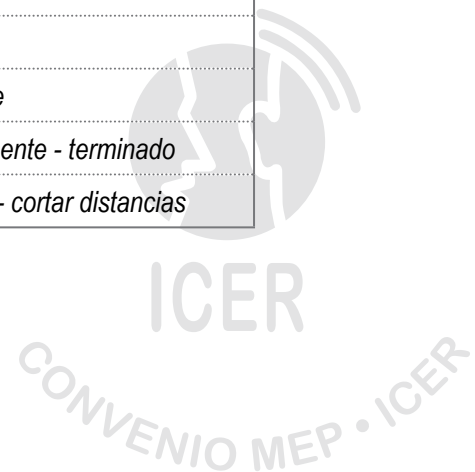 ente - terminado
- cortar distancias
ICER
CONVENIO MEP • ICER